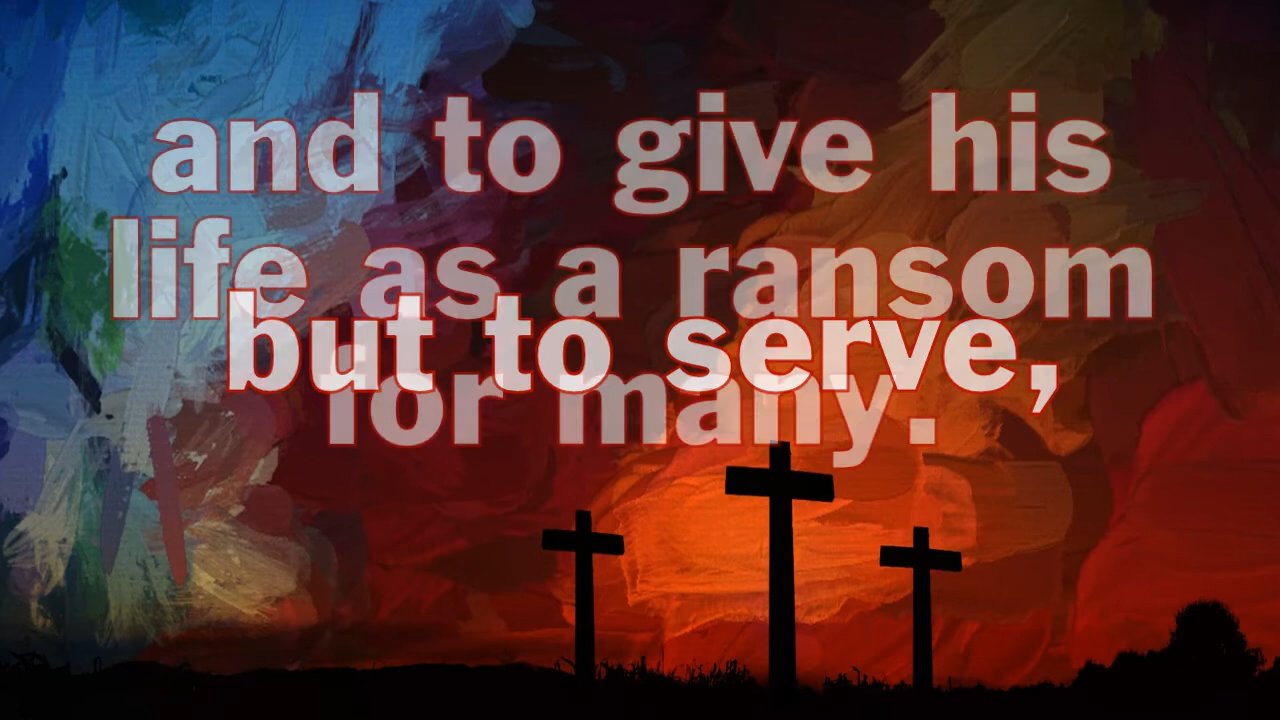 and to give his
life as a ransom
but to serve,
for many.